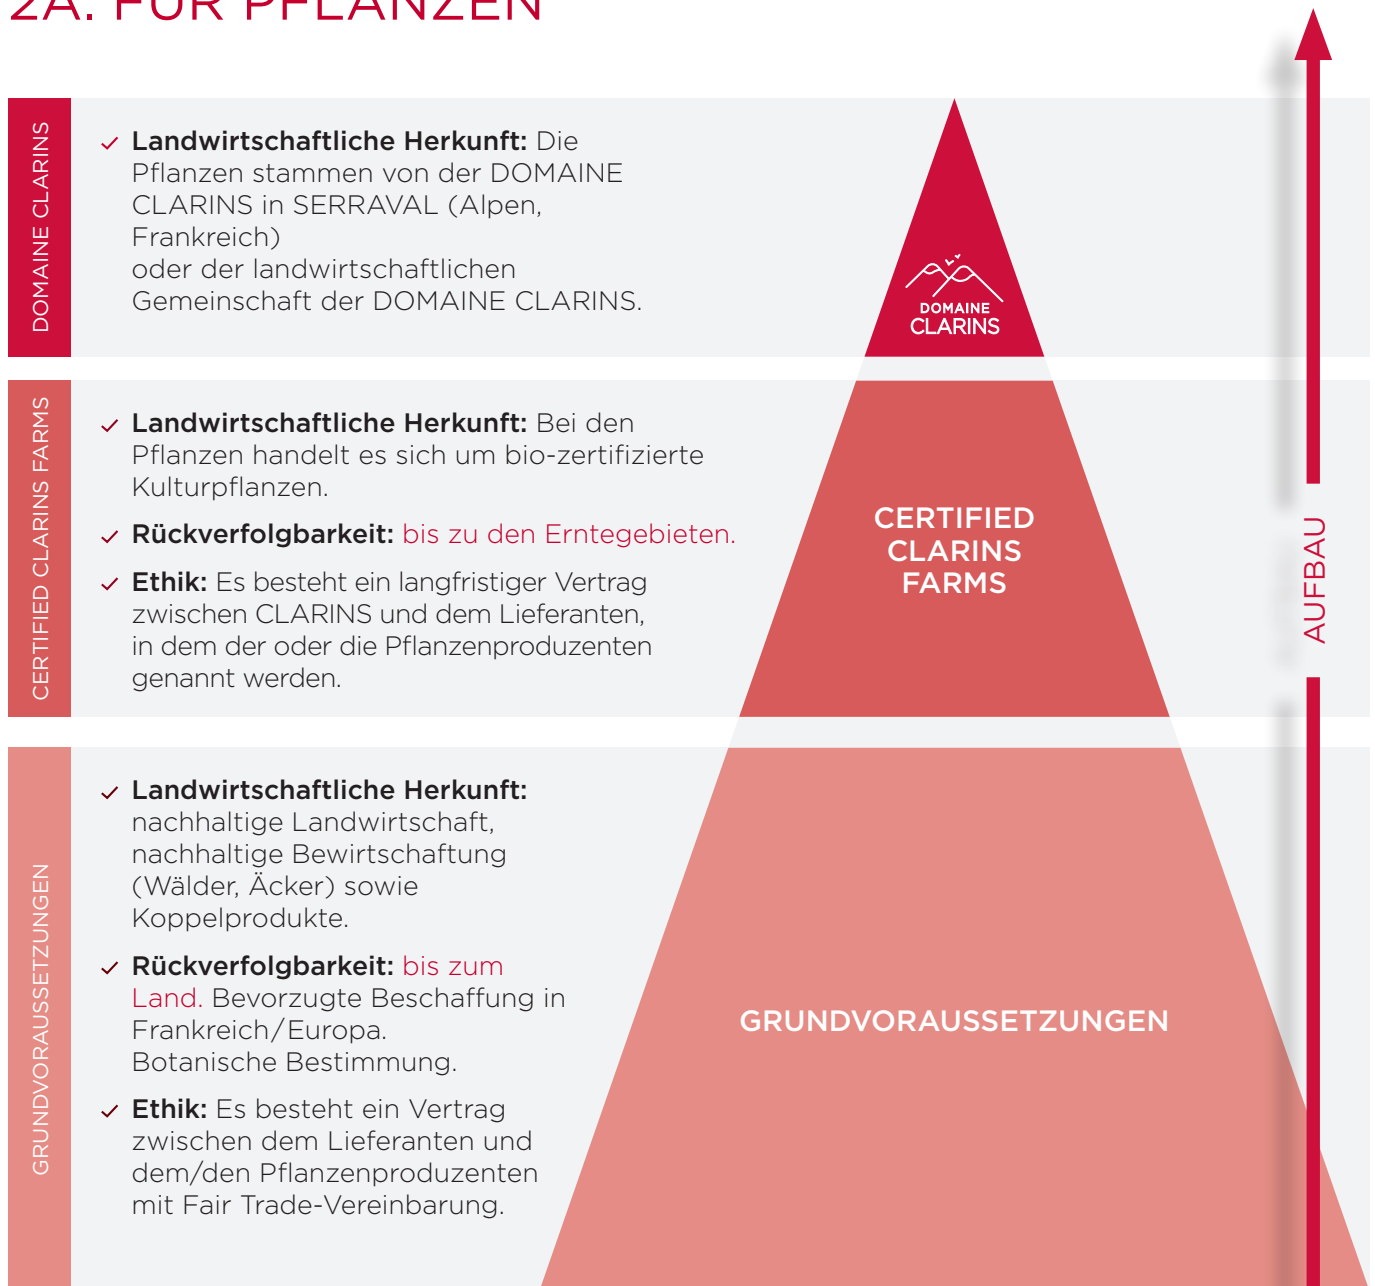 2A. FÜR PFLANZEN
DOMAINE CLARINS
Landwirtschaftliche Herkunft: Die
Pflanzen stammen von der DOMAINE
CLARINS in SERRAVAL (Alpen,
Frankreich)
oder der landwirtschaftlichen
Gemeinschaft der DOMAINE CLARINS.
DOMAINE
CLARINS
CERTIFIED CLARINS FARMS
Landwirtschaftliche Herkunft: Bei den
Pflanzen handelt es sich um bio-zertifizierte
Kulturpflanzen.
Rückverfolgbarkeit: bis zu den Erntegebieten.
Ethik: Es besteht ein langfristiger Vertrag
zwischen CLARINS und dem Lieferanten,
in dem der oder die Pflanzenproduzenten
genannt werden.
CERTIFIED
CLARINS
FARMS
AUFBAU
GRUNDVORAUSSETZUNGEN
Landwirtschaftliche Herkunft:
nachhaltige Landwirtschaft,
nachhaltige Bewirtschaftung
(Wälder, Äcker) sowie
Koppelprodukte.
Rückverfolgbarkeit: bis zum
Land. Bevorzugte Beschaffung in
Frankreich/Europa.
Botanische Bestimmung.
Ethik: Es besteht ein Vertrag
zwischen dem Lieferanten und
dem/den Pflanzenproduzenten
mit Fair Trade-Vereinbarung.
GRUNDVORAUSSETZUNGEN